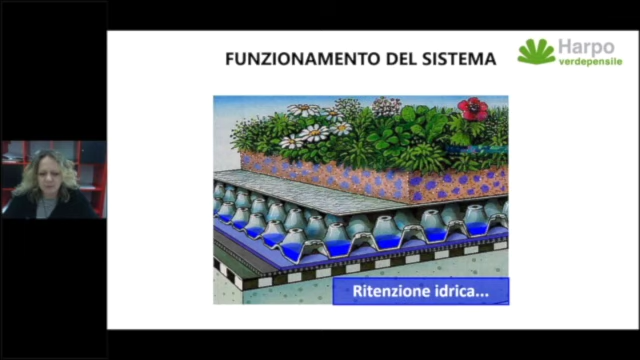 FUNZIONAMENTO DEL SISTEMA
Harpo
verdepensile
Ritenzione idrica...